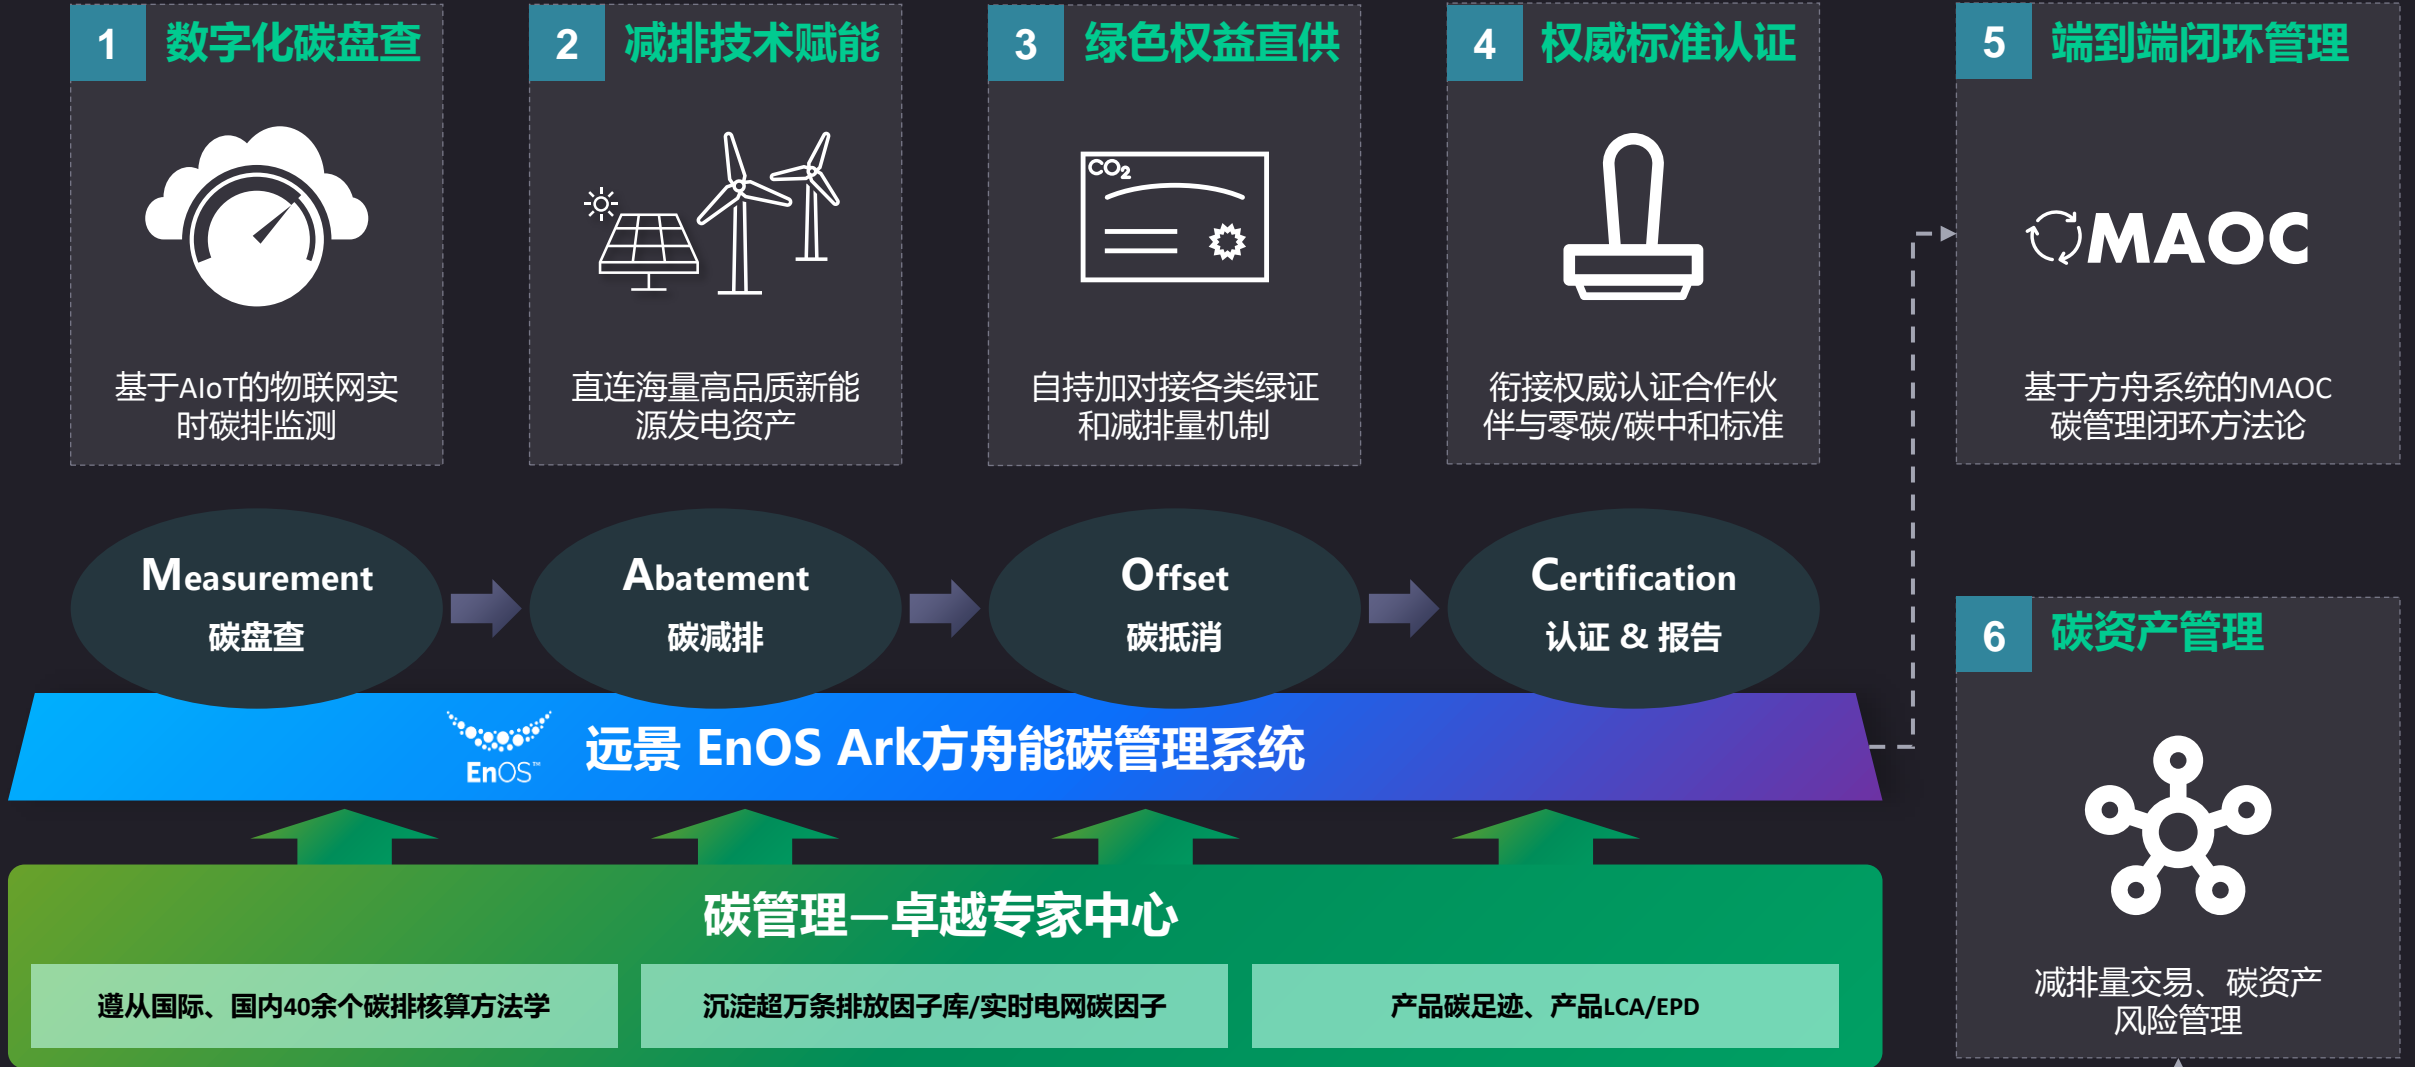 1 数字化碳盘查
基于AIoT的物联网实
时碳排监测
2 减排技术赋能
直连海量高品质新能
源发电资产
3 绿色权益直供
CO2
自持加对接各类绿证
和减排量机制
4 权威标准认证
衔接权威认证合作伙
伴与零碳/碳中和标准
5 端到端闭环管理
MAOC
基于方舟系统的MAOC
碳管理闭环方法论
Measurement
碳盘查
Abatement
碳减排
Offset
碳抵消
Certification
认证 & 报告
EnOS™
远景 EnOS Ark方舟能碳管理系统
碳管理—卓越专家中心
遵从国际、国内40余个碳排核算方法学
沉淀超万条排放因子库/实时电网碳因子
产品碳足迹、产品LCA/EPD
6 碳资产管理
减排量交易、碳资产
风险管理